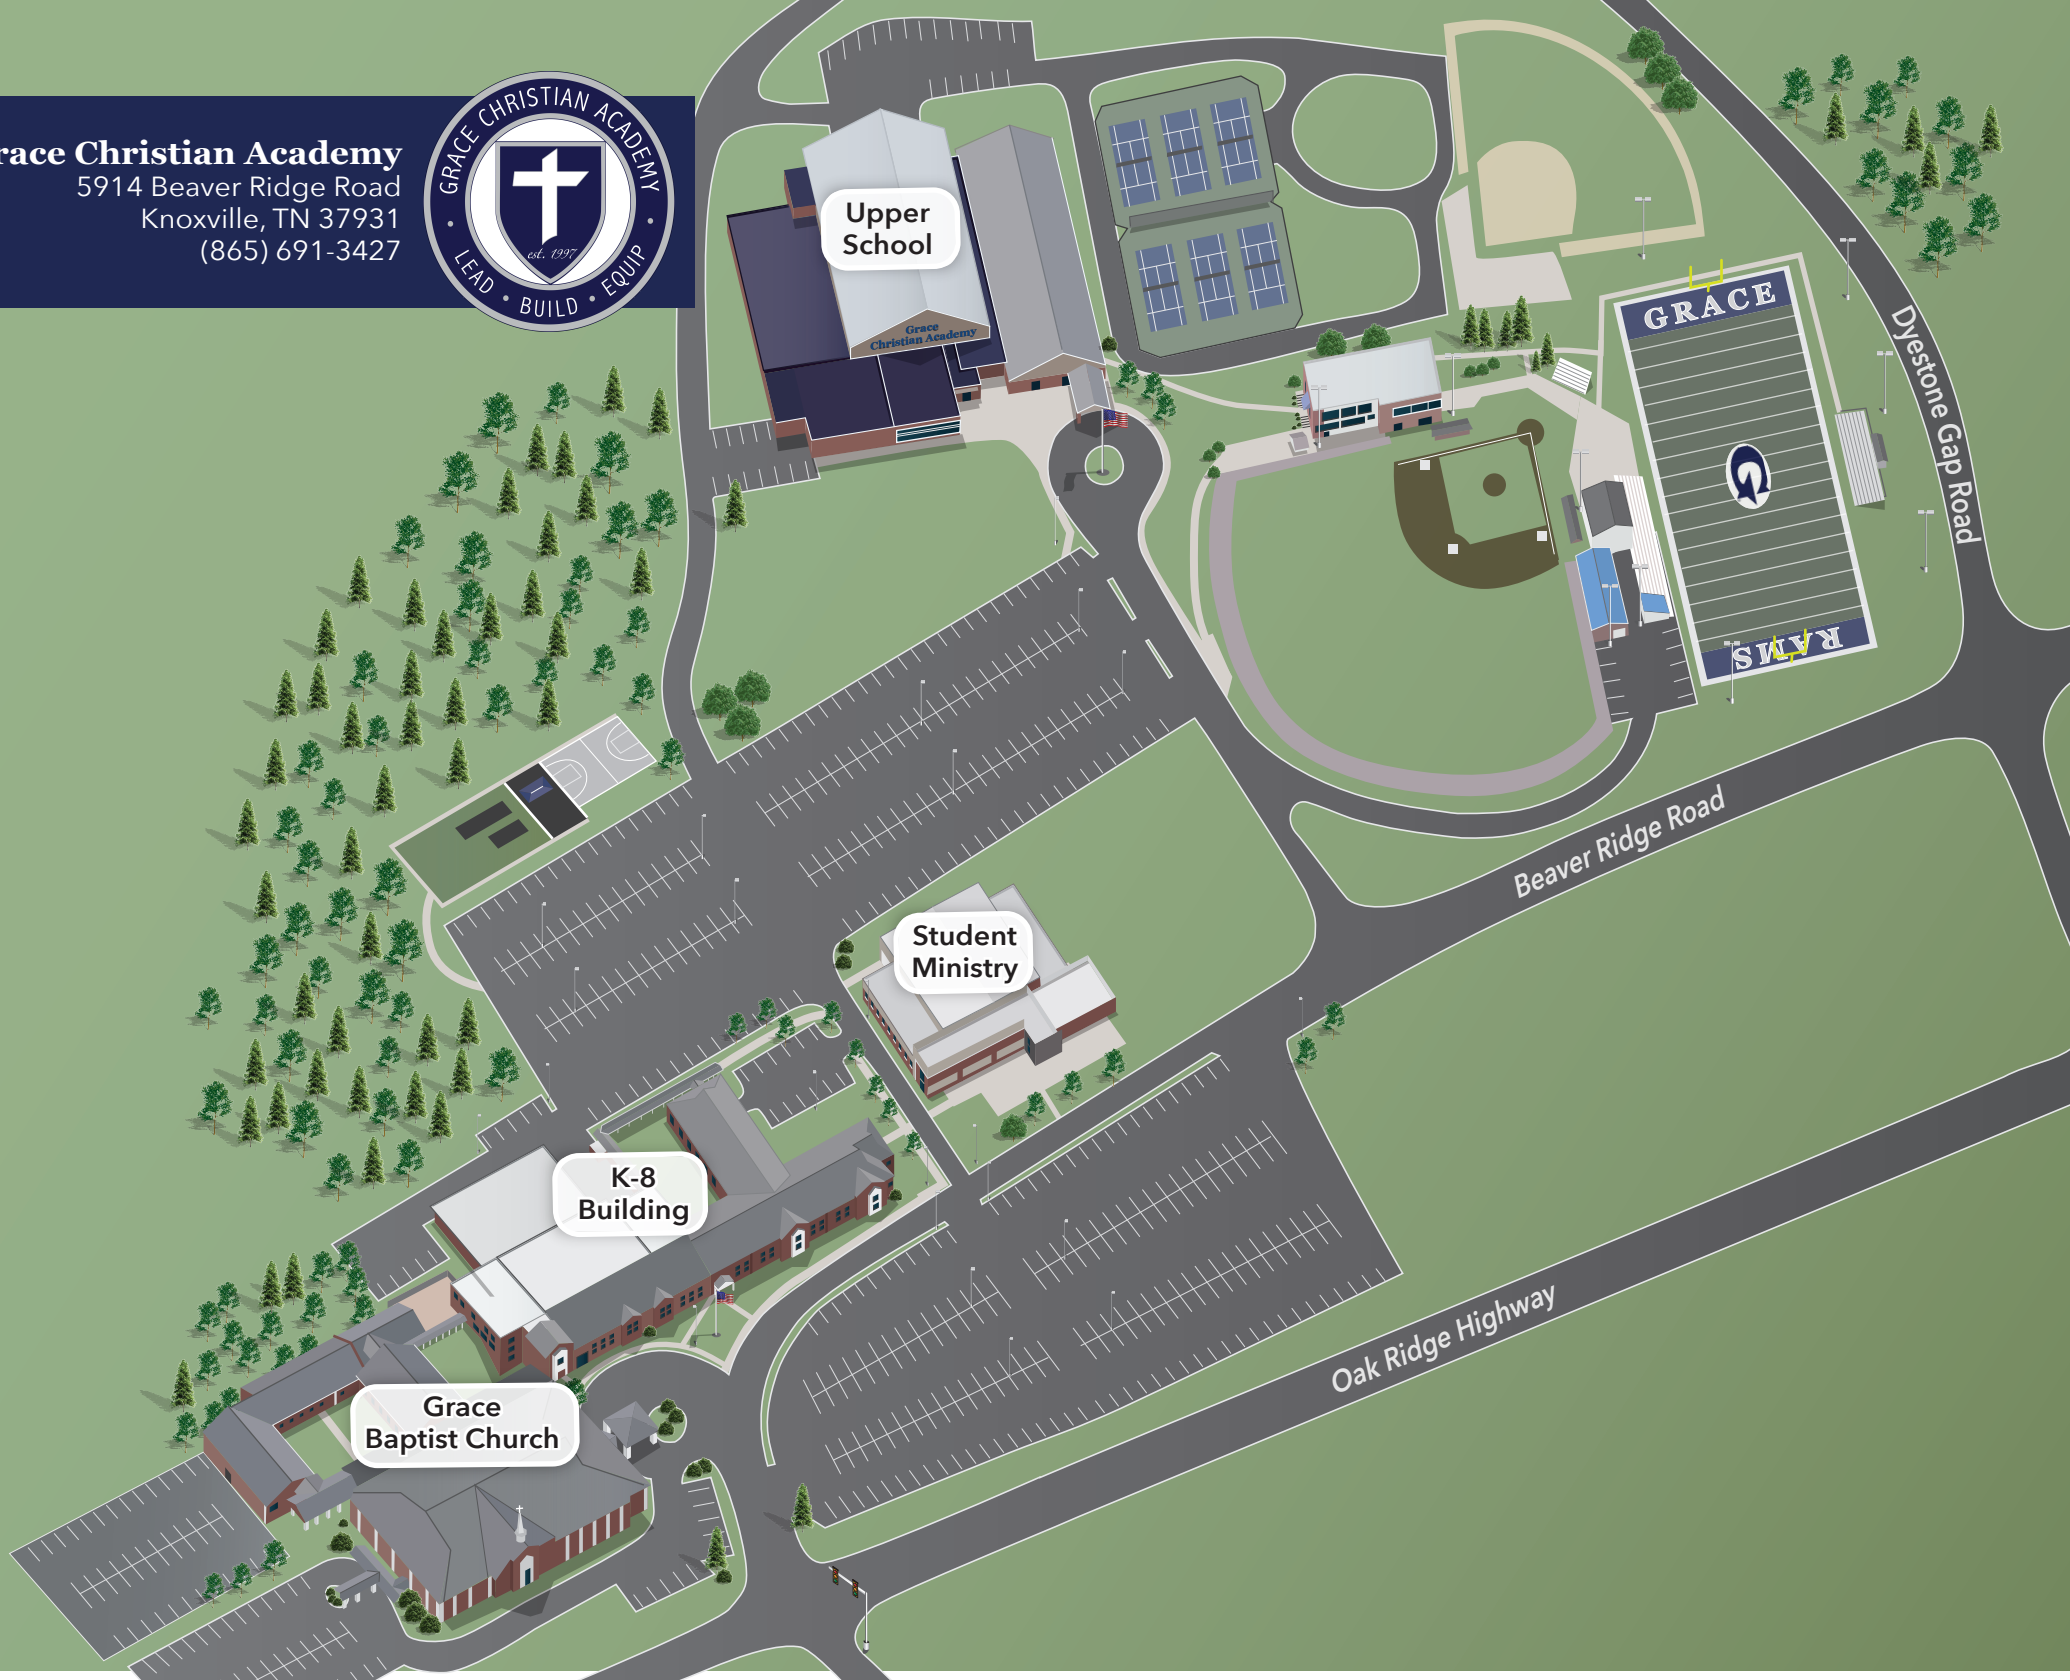 race Christian Academy
5914 Beaver Ridge Road
Knoxville, TN 37931
(865) 691-3427
GRACE CHRISTIAN ACADEMY
est. 1997
LEAD • BUILD • EQUIP
Upper
School
Grace
Christian Academy
GRACE
RAMS
Dyestone Gap Road
Beaver Ridge Road
Student
Ministry
K-8
Building
Oak Ridge Highway
Grace
Baptist Church